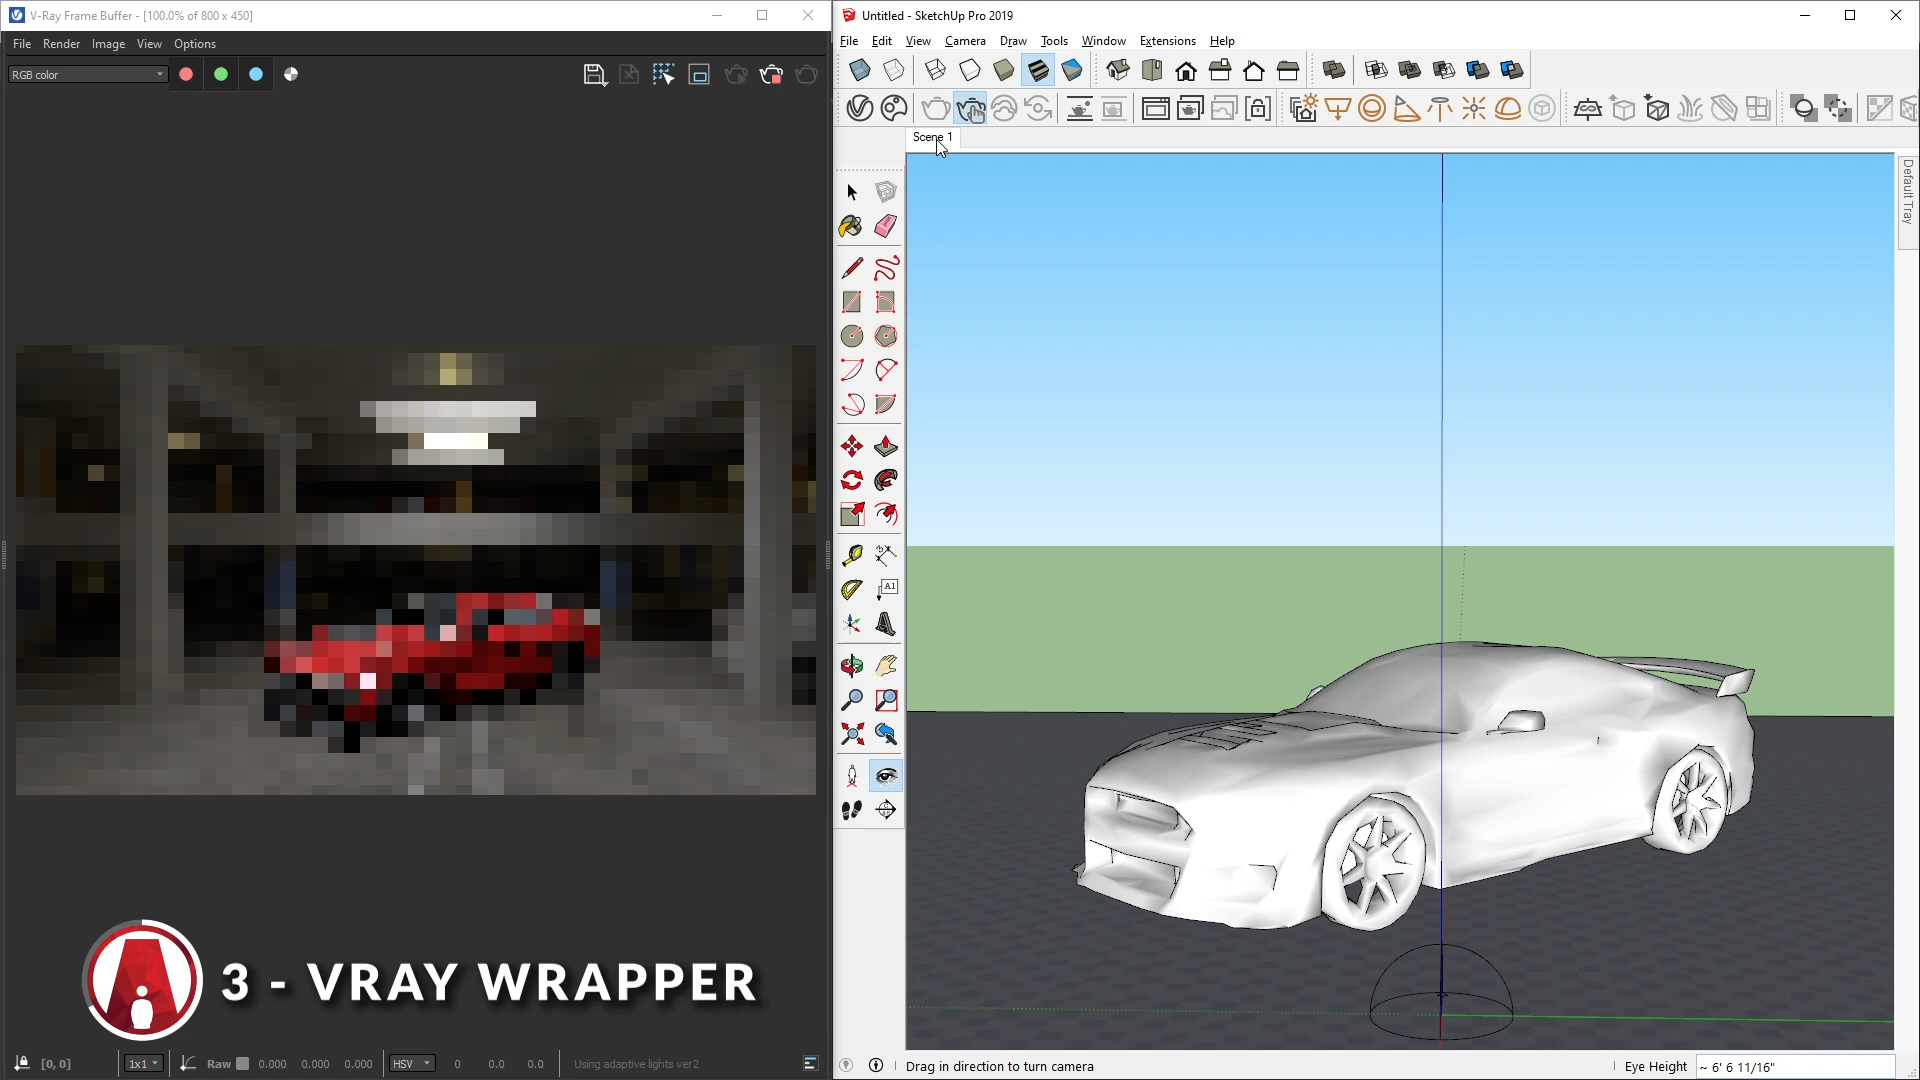 V-Ray Frame Buffer - [100.0% of 800 x 450]
File Render Image View Options
RGB color
3 - VRAY WRAPPER
[0, 0] 1x1 Raw 0.000 0.000 0.000 HSV 0 0.0 0.0 Using adaptive lights ver2
Untitled - SketchUp Pro 2019
File Edit View Camera Draw Tools Window Extensions Help
Scene 1
Default Tray
A1
Drag in direction to turn camera
Eye Height ~ 6' 6 11/16"